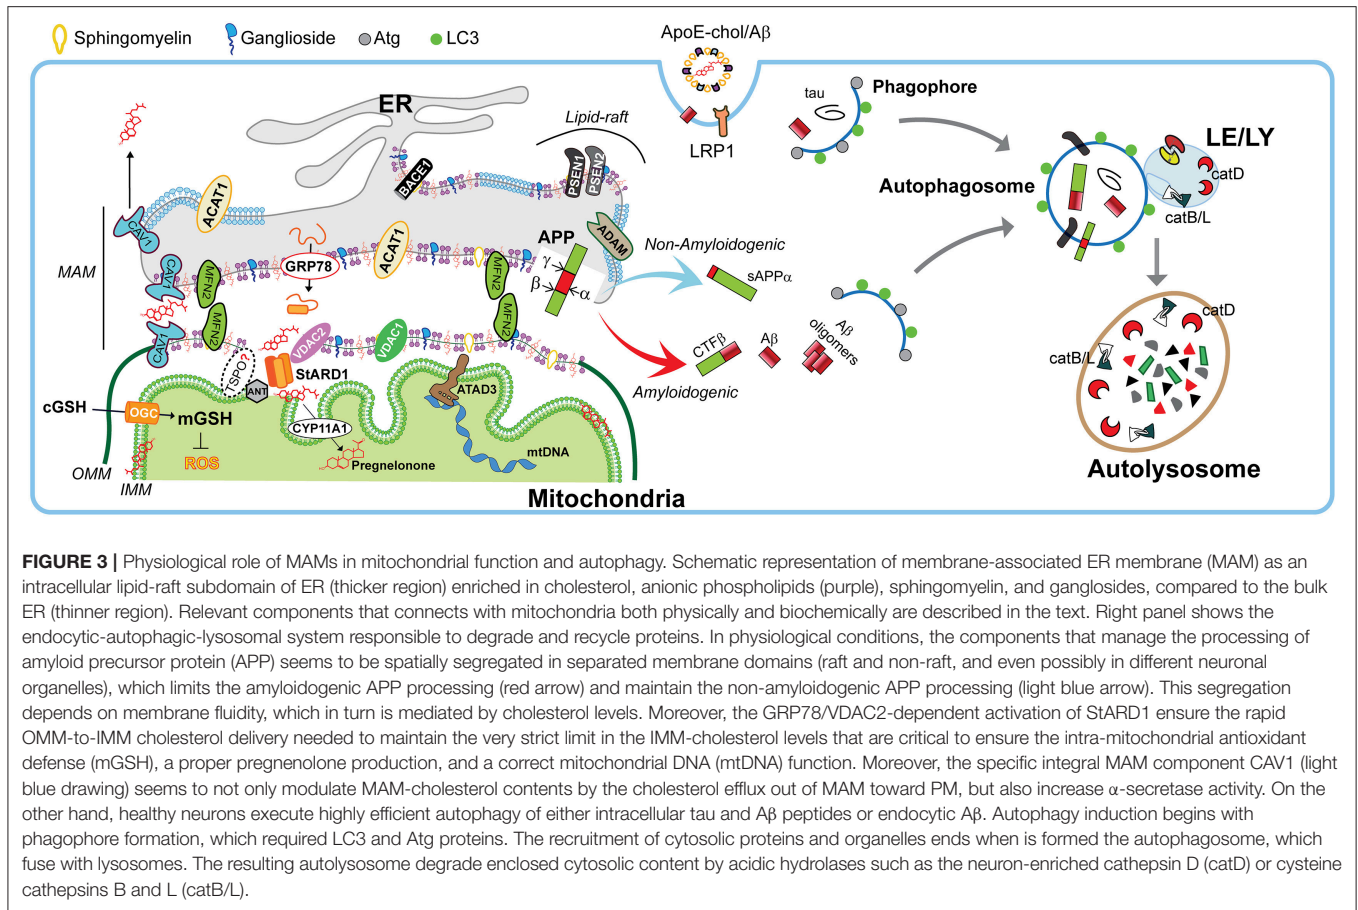 Sphingomyelin
Ganglioside
Atg
LC3
ApoE-chol/Aβ
LRP1
ER
Lipid-raft
BACE1
PSEN1
PSEN2
ACAT1
CAV1
MAM
CAV1
MFN2
GRP78
ACAT1
MFN2
APP
γ
β
α
ADAM
Non-Amyloidogenic
sAPPα
CAV1
MFN2
VDAC2
VDAC1
MFN2
CTFβ
Aβ
Aβ
oligomers
Amyloidogenic
TSPO?
ANT
StARD1
ATAD3
cGSH
OGC
mGSH
ROS
CYP11A1
Pregnelonone
mtDNA
OMM
IMM
Mitochondria
tau
Phagophore
Autophagosome
LE/LY
catD
catB/L
catD
catB/L
Autolysosome
FIGURE 3 | Physiological role of MAMs in mitochondrial function and autophagy. Schematic representation of membrane-associated ER membrane (MAM) as an
intracellular lipid-raft subdomain of ER (thicker region) enriched in cholesterol, anionic phospholipids (purple), sphingomyelin, and ganglosides, compared to the bulk
ER (thinner region). Relevant components that connects with mitochondria both physically and biochemically are described in the text. Right panel shows the
endocytic-autophagic-lysosomal system responsible to degrade and recycle proteins. In physiological conditions, the components that manage the processing of
amyloid precursor protein (APP) seems to be spatially segregated in separated membrane domains (raft and non-raft, and even possibly in different neuronal
organelles), which limits the amyloidogenic APP processing (red arrow) and maintain the non-amyloidogenic APP processing (light blue arrow). This segregation
depends on membrane fluidity, which in turn is mediated by cholesterol levels. Moreover, the GRP78/VDAC2-dependent activation of StARD1 ensure the rapid
OMM-to-IMM cholesterol delivery needed to maintain the very strict limit in the IMM-cholesterol levels that are critical to ensure the intra-mitochondrial antioxidant
defense (mGSH), a proper pregnenolone production, and a correct mitochondrial DNA (mtDNA) function. Moreover, the specific integral MAM component CAV1 (light
blue drawing) seems to not only modulate MAM-cholesterol contents by the cholesterol efflux out of MAM toward PM, but also increase α-secretase activity. On the
other hand, healthy neurons execute highly efficient autophagy of either intracellular tau and Aβ peptides or endocytic Aβ. Autophagy induction begins with
phagophore formation, which required LC3 and Atg proteins. The recruitment of cytosolic proteins and organelles ends when is formed the autophagosome, which
fuse with lysosomes. The resulting autolysosome degrade enclosed cytosolic content by acidic hydrolases such as the neuron-enriched cathepsin D (catD) or cysteine
cathepsins B and L (catB/L).